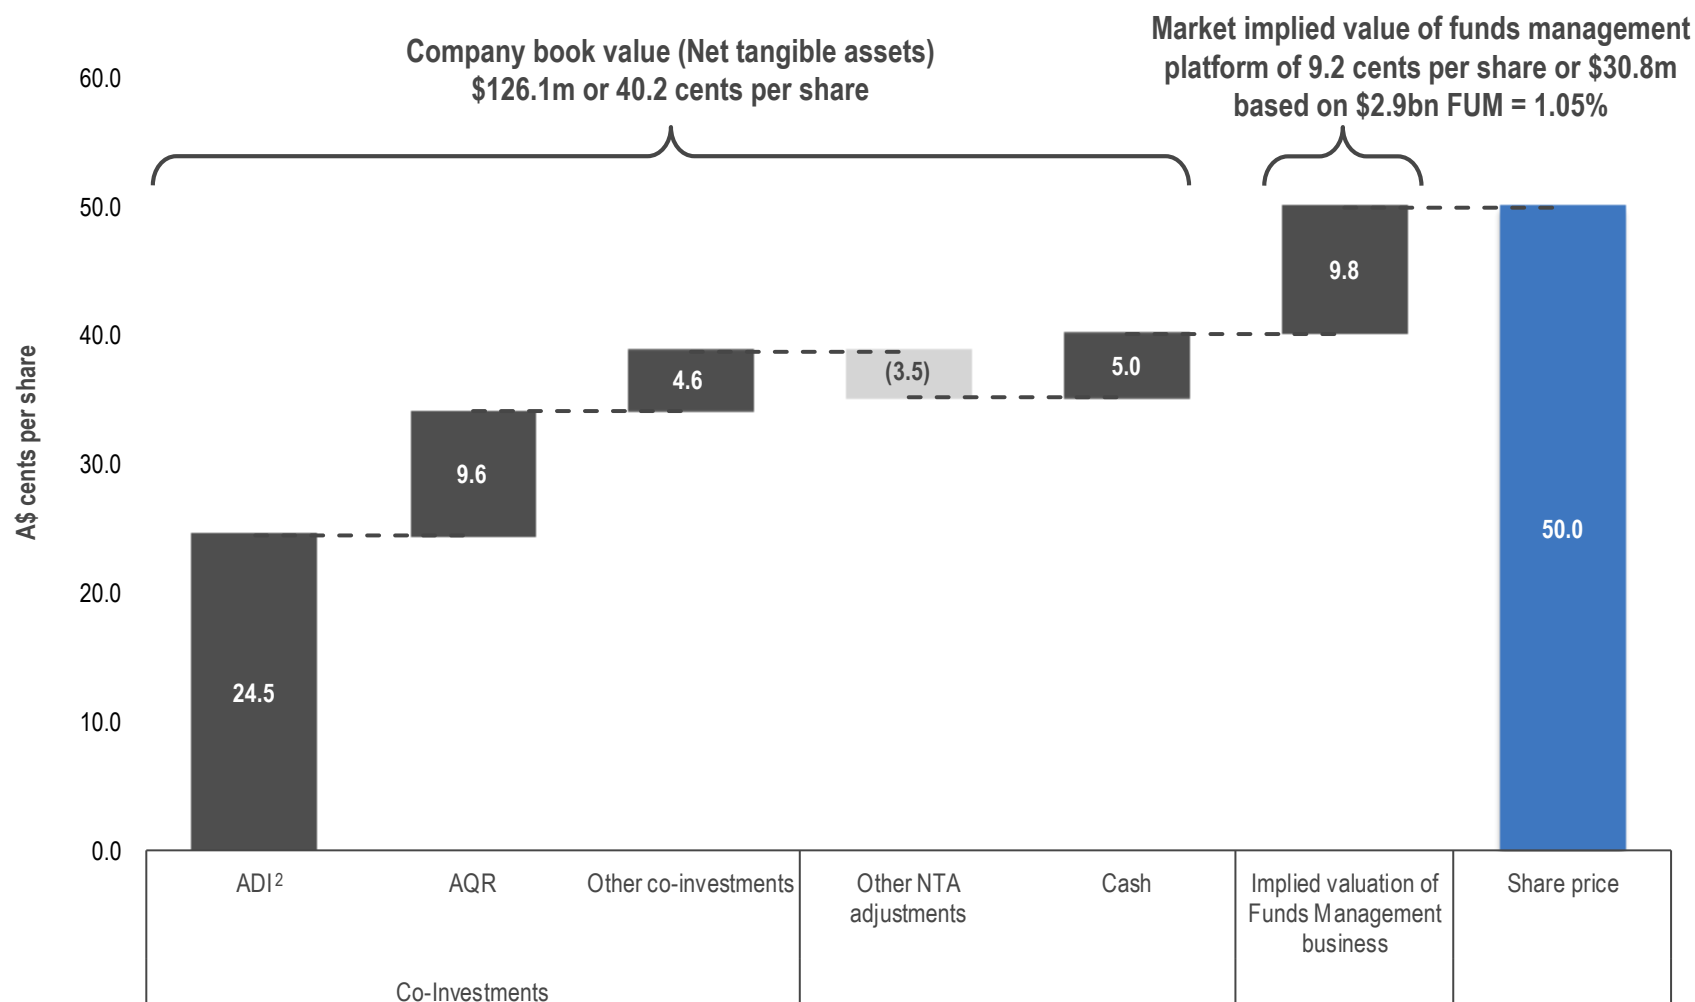 Company book value (Net tangible assets)
$126.1m or 40.2 cents per share
Market implied value of funds management
platform of 9.2 cents per share or $30.8m
based on $2.9bn FUM = 1.05%
A$ cents per share
60.0
50.0
40.0
30.0
20.0
10.0
0.0
24.5
9.6
4.6
(3.5)
5.0
9.8
50.0
ADI²
AQR
Other co-investments
Other NTA
adjustments
Cash
Implied valuation of
Funds Management
business
Share price
Co-Investments